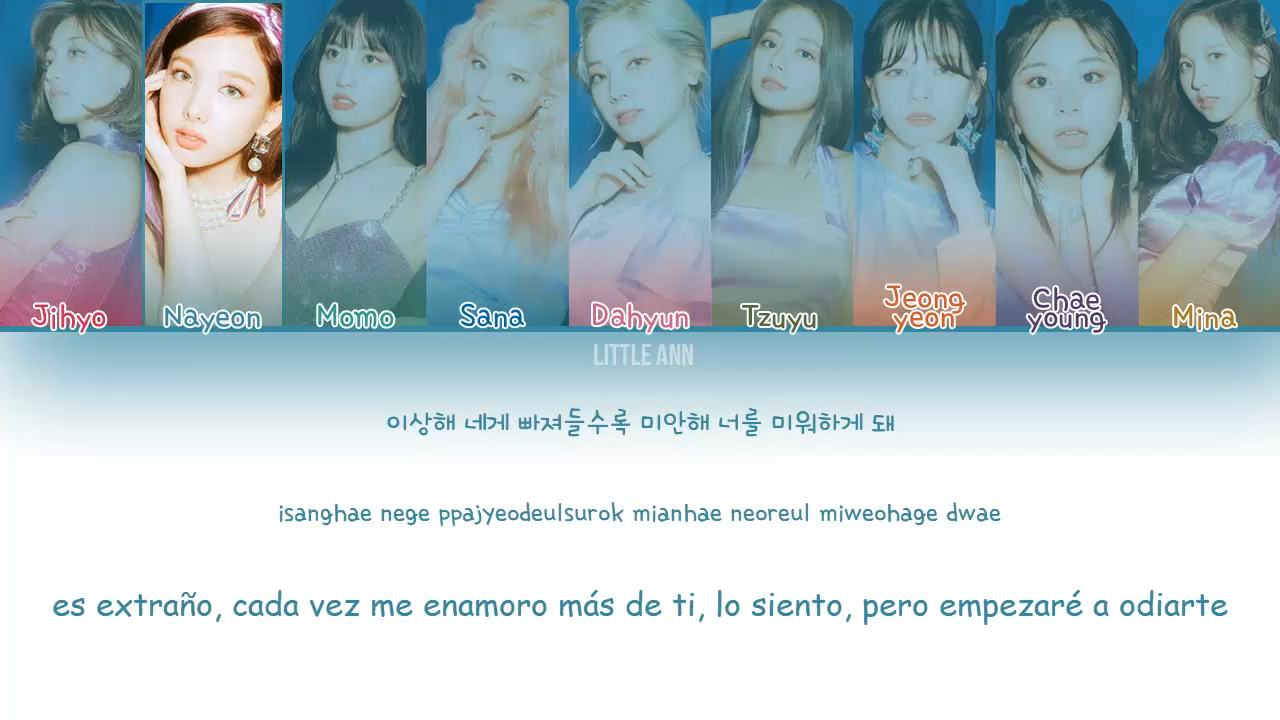 Jihyo
Nayeon
Momo
Sana
Dahyun
Tzuyu
Jeong
yeon
Chae
young
Mina
LITTLE ANN
이상해 네게 빠져들수록 미안해 너를 미워하게 돼
isanghae nege ppajyeodeulsurok mianhae neoreul miweohage dwae
es extraño, cada vez me enamoro más de ti, lo siento, pero empezaré a odiarte